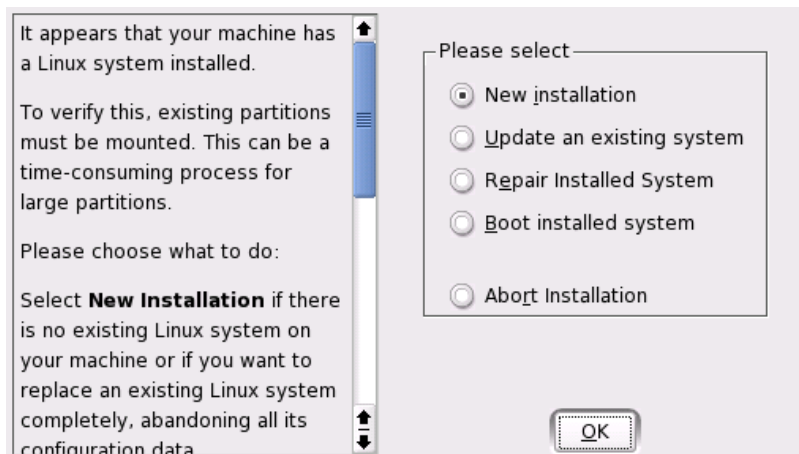 It appears that your machine has
a Linux system installed.
To verify this, existing partitions
must be mounted. This can be a
time-consuming process for
large partitions.
Please choose what to do:
Select New Installation if there
is no existing Linux system on
your machine or if you want to
replace an existing Linux system
completely, abandoning all its
configuration data
Please select
New installation
Update an existing system
Repair Installed System
Boot installed system
Abort Installation
OK